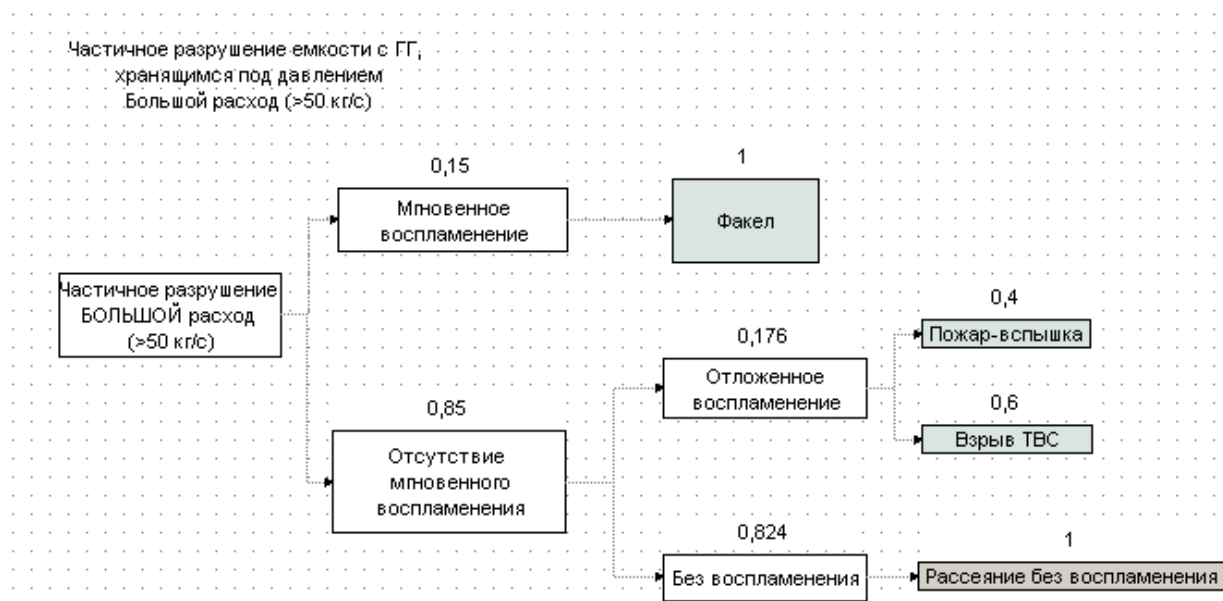 Частичное разрушение емкости с ГГ,
хранящимся под давлением
Большой расход (>50 кг/с)
0,15
Мгновенное
воспламенение
1
Факел
Частичное разрушение
БОЛЬШОЙ расход
(>50 кг/с)
0,85
Отсутствие
мгновенного
воспламенения
0,176
Отложенное
воспламенение
0,4
Пожар-вспышка
0,6
Взрыв ТВС
0,824
Без воспламенения
1
Рассеяние без воспламенения